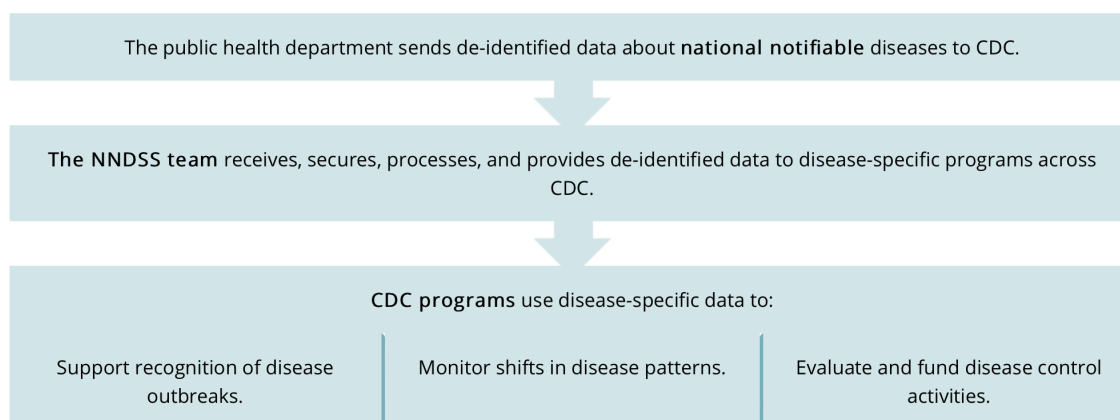 The public health department sends de-identified data about national notifiable diseases to CDC.
The NNDSS team receives, secures, processes, and provides de-identified data to disease-specific programs across
CDC.
CDC programs use disease-specific data to:
Support recognition of disease
outbreaks.
Monitor shifts in disease patterns.
Evaluate and fund disease control
activities.